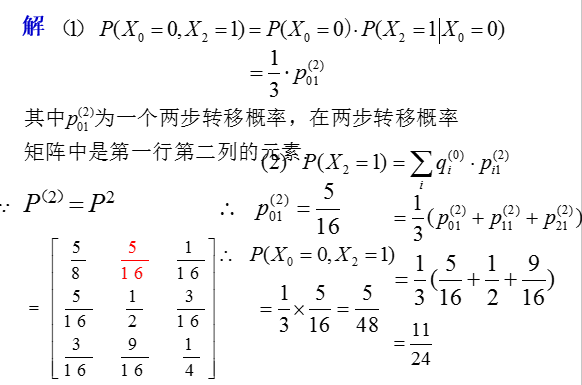 解 (1) P(X₀ = 0, X₂ = 1) = P(X₀ = 0)·P(X₂ = 1|X₀ = 0)
= 1/3 · p₀₁⁽²⁾
其中p₀₁⁽²⁾为一个两步转移概率，在两步转移概率
矩阵中是第一行第二列的元素.
∵ P⁽²⁾ = P²
= [ 5/8 5/16 1/16
5/16 1/2 3/16
3/16 9/16 1/4 ]
∴ p₀₁⁽²⁾ = 5/16
∴ P(X₀ = 0, X₂ = 1)
= 1/3 × 5/16 = 5/48
(2) P(X₂ = 1) = ∑ᵢ qᵢ⁽⁰⁾ · pᵢ₁⁽²⁾
= 1/3 (p₀₁⁽²⁾ + p₁₁⁽²⁾ + p₂₁⁽²⁾)
= 1/3 (5/16 + 1/2 + 9/16)
= 11/24